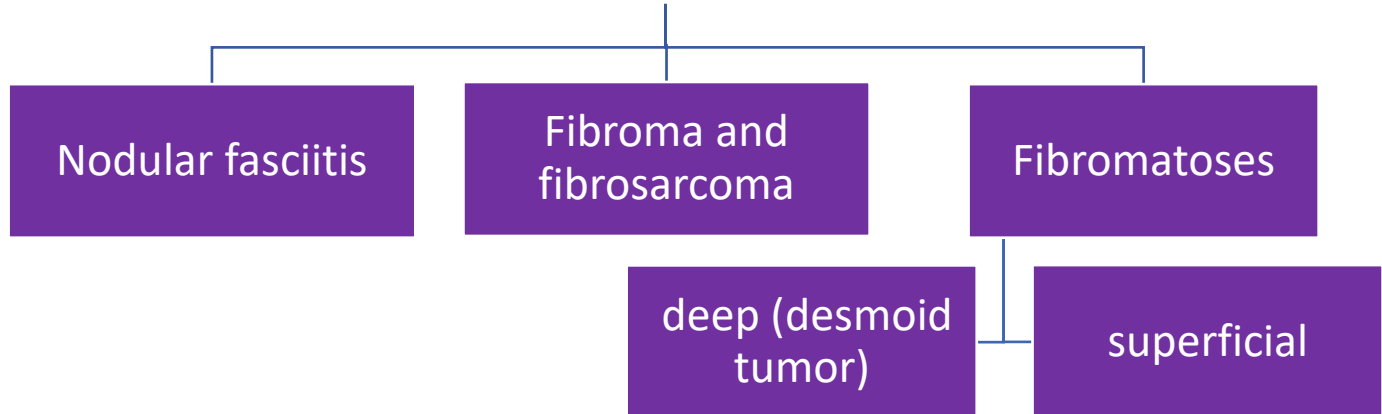 Nodular fasciitis
Fibroma and
fibrosarcoma
Fibromatoses
deep (desmoid
tumor)
superficial